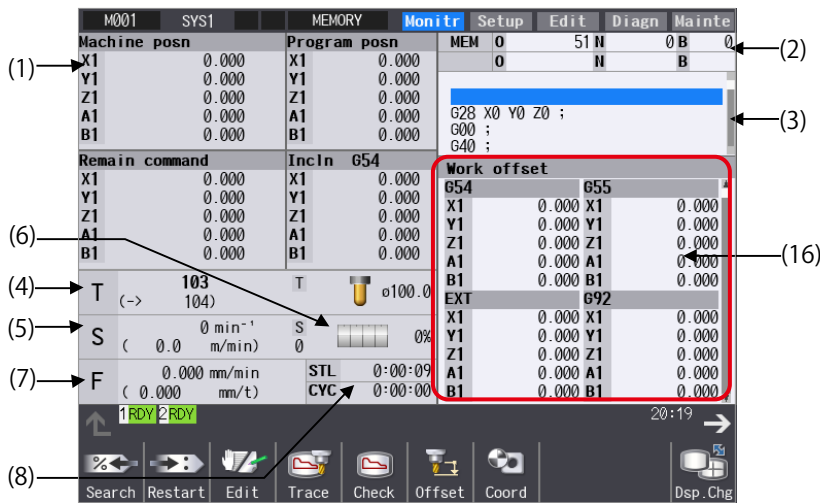 M001 SYS1 MEMORY Monitr Setup Edit Diagn Mainte
Machine posn
X1 0.000
Y1 0.000
Z1 0.000
A1 0.000
B1 0.000
Program posn
X1 0.000
Y1 0.000
Z1 0.000
A1 0.000
B1 0.000
MEM O 51 N 0 B 0
O N B
(1)
(2)
G28 X0 Y0 Z0 ;
G00 ;
G40 ;
(3)
Remain command
X1 0.000
Y1 0.000
Z1 0.000
A1 0.000
B1 0.000
Incln G54
X1 0.000
Y1 0.000
Z1 0.000
A1 0.000
B1 0.000
Work offset
G54
X1 0.000
Y1 0.000
Z1 0.000
A1 0.000
B1 0.000
G55
X1 0.000
Y1 0.000
Z1 0.000
A1 0.000
B1 0.000
EXT
X1 0.000
Y1 0.000
Z1 0.000
A1 0.000
B1 0.000
G92
X1 0.000
Y1 0.000
Z1 0.000
A1 0.000
B1 0.000
(16)
(6)
(4)
T 103
(-> 104)
T ø100.0
(5)
S 0 min⁻¹
( 0.0 m/min)
S 0 0%
(7)
F 0.000 mm/min
( 0.000 mm/t)
STL 0:00:09
CYC 0:00:00
(8)
1 RDY 2 RDY
20:19
Search Restart Edit Trace Check Offset Coord Dsp.Chg